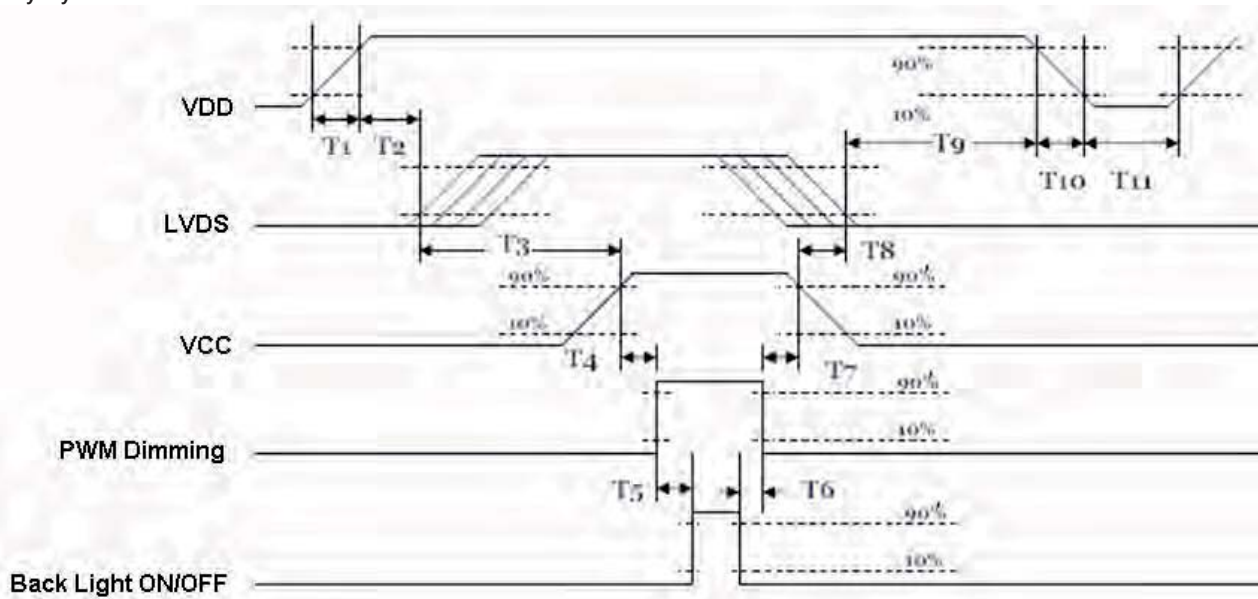 90%
VDD
10%
T1 T2
T9
T10 T11
LVDS
T3
T8
90%
90%
10%
10%
VCC
T4
T7
90%
PWM Dimming
10%
T5
T6
90%
10%
Back Light ON/OFF